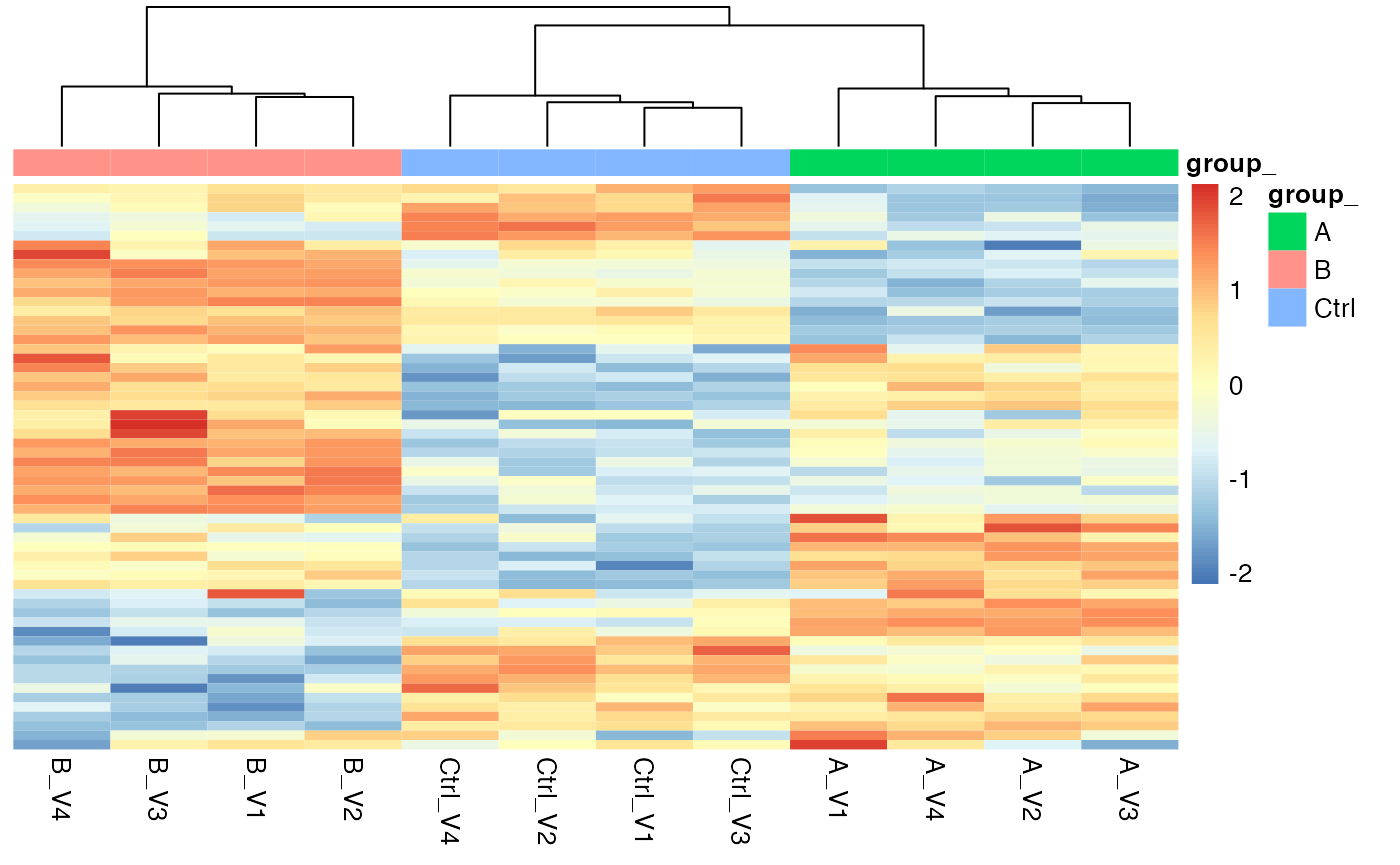 group_
2
1
0
-1
-2
group_
A
B
Ctrl
B_V4
B_V3
B_V1
B_V2
Ctrl_V4
Ctrl_V2
Ctrl_V1
Ctrl_V3
A_V1
A_V4
A_V2
A_V3